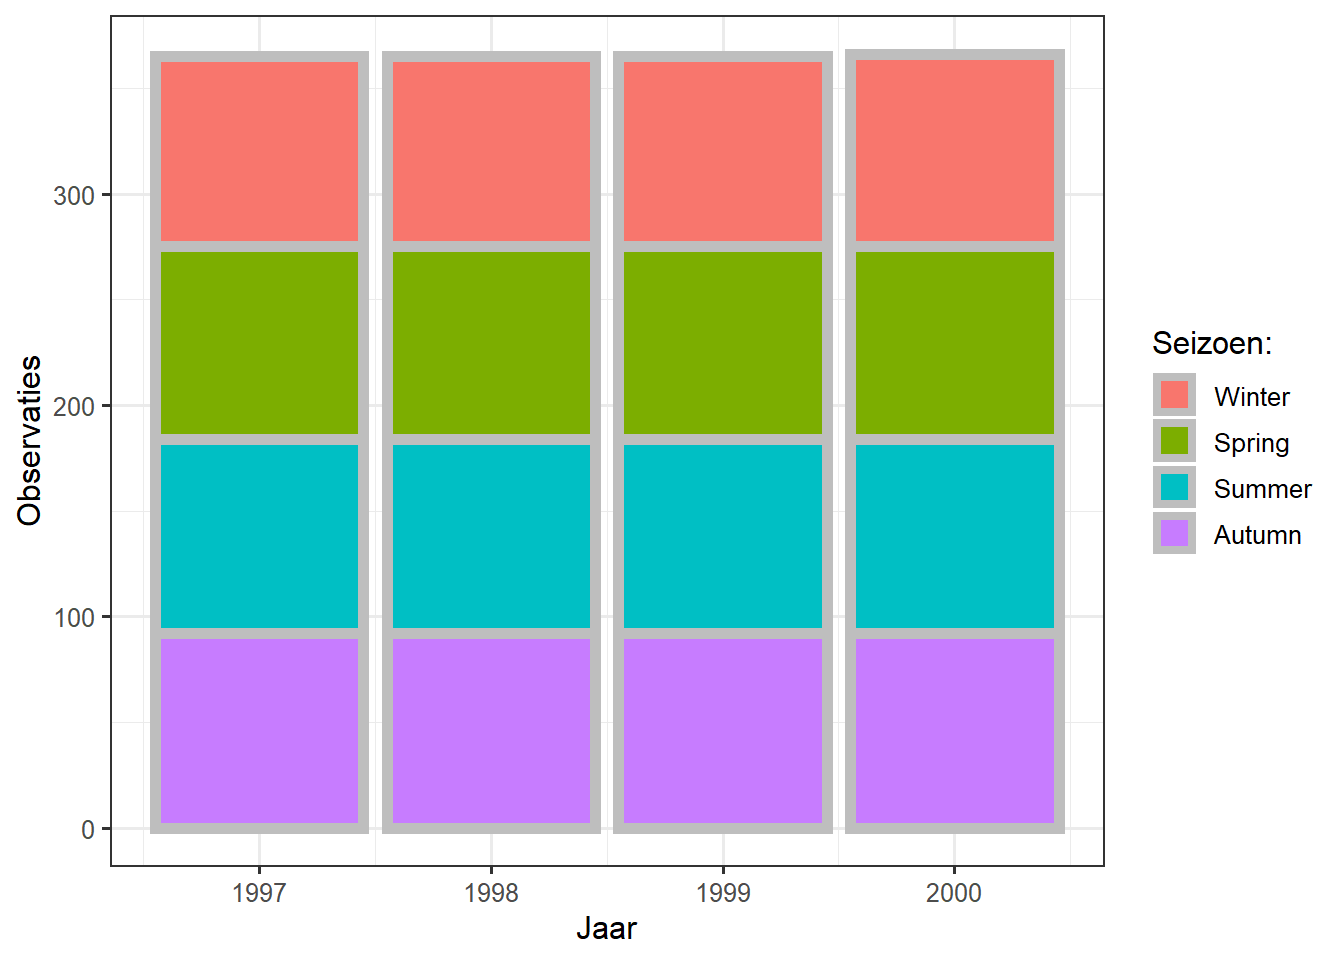 Observaties
300
200
100
0
1997
1998
1999
2000
Jaar
Seizoen:
Winter
Spring
Summer
Autumn